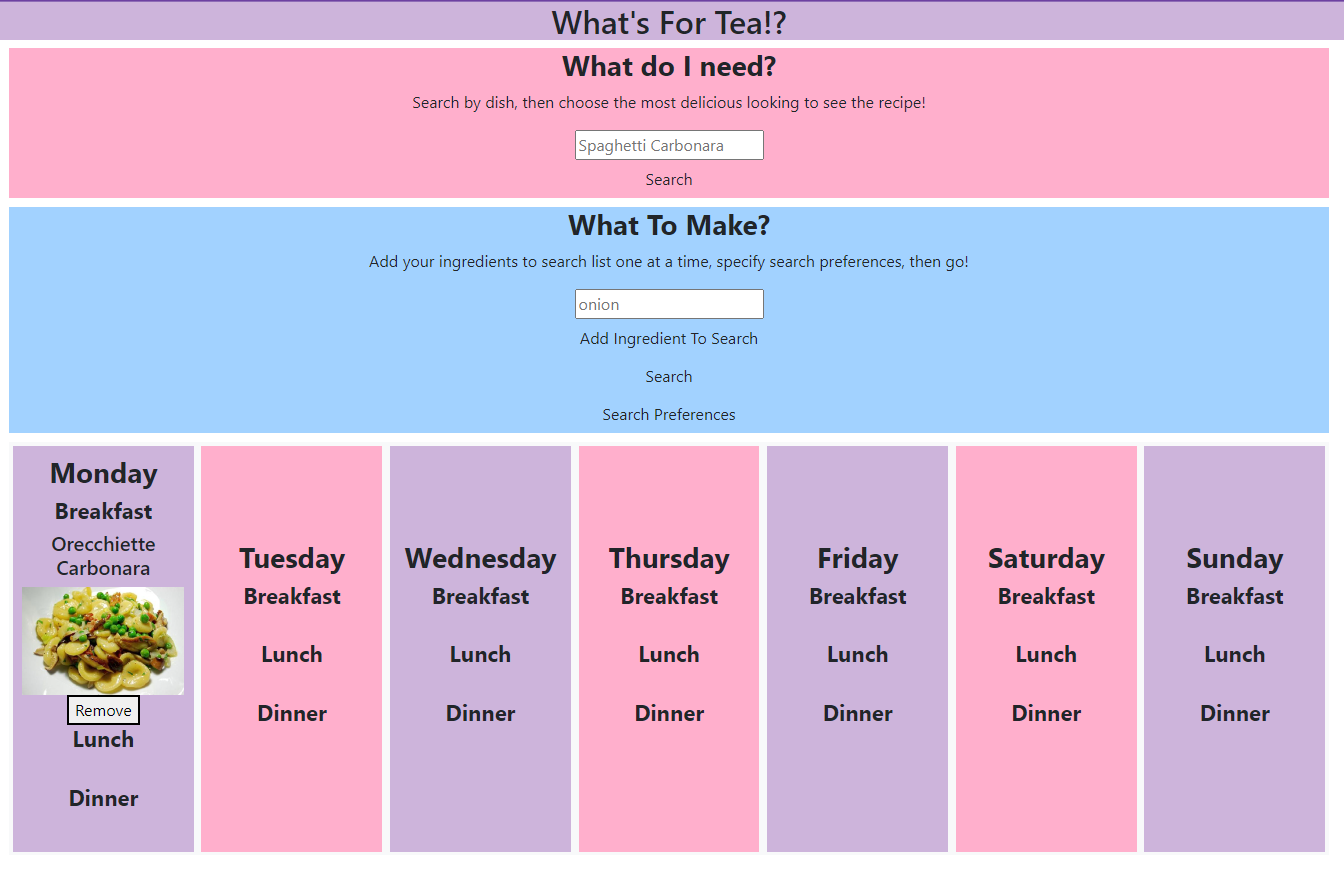 What's For Tea!?
What do I need?
Search by dish, then choose the most delicious looking to see the recipe!
Spaghetti Carbonara
Search
What To Make?
Add your ingredients to search list one at a time, specify search preferences, then go!
onion
Add Ingredient To Search
Search
Search Preferences
Monday
Breakfast
Orecchiette
Carbonara
Remove
Lunch
Dinner
Tuesday
Breakfast
Lunch
Dinner
Wednesday
Breakfast
Lunch
Dinner
Thursday
Breakfast
Lunch
Dinner
Friday
Breakfast
Lunch
Dinner
Saturday
Breakfast
Lunch
Dinner
Sunday
Breakfast
Lunch
Dinner